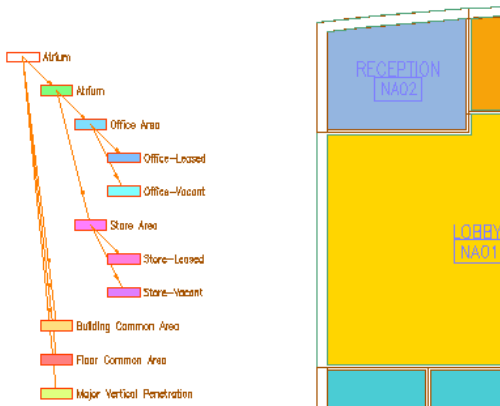 Atrium
Atrium
Office Area
Office-Leased
Office-Vacant
Store Area
Store-Leased
Store-Vacant
Building Common Area
Floor Common Area
Major Vertical Penetration
RECEPTION
NA02
LOBBY
NA01